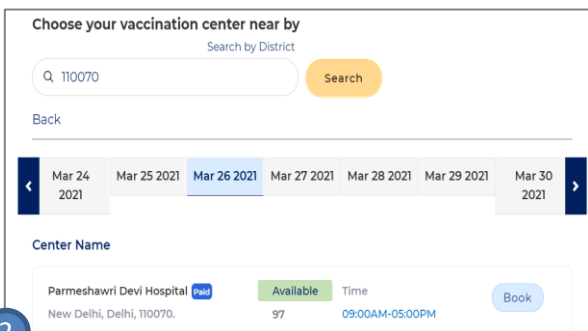 Choose your vaccination center near by
Search by District
110070 Search
Back
Mar 24 2021 Mar 25 2021 Mar 26 2021 Mar 27 2021 Mar 28 2021 Mar 29 2021 Mar 30 2021
Center Name
Parmeshawri Devi Hospital Paid Available Time Book
New Delhi, Delhi, 110070. 97 09:00AM-05:00PM